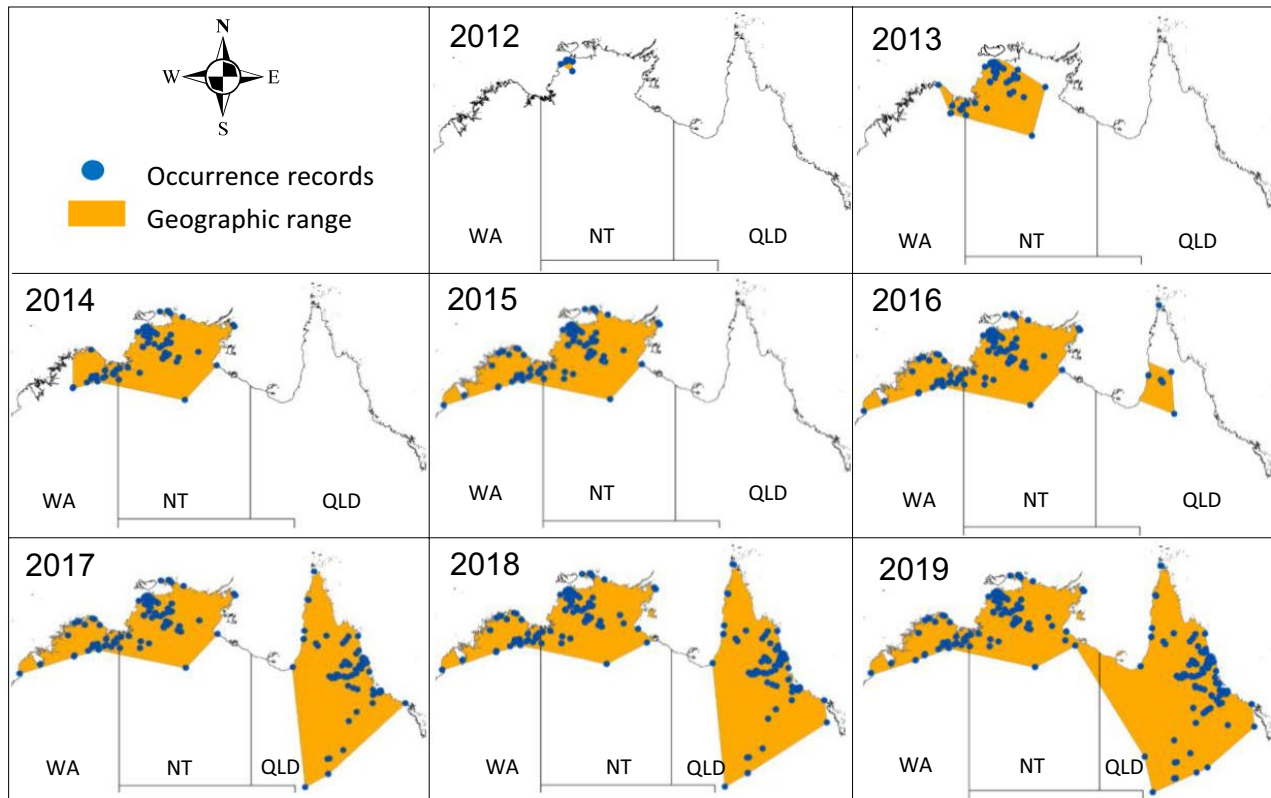 N
W E
S
Occurrence records
Geographic range
2012
WA NT QLD
2013
WA NT QLD
2014
WA NT QLD
2015
WA NT QLD
2016
WA NT QLD
2017
WA NT QLD
2018
WA NT QLD
2019
WA NT QLD